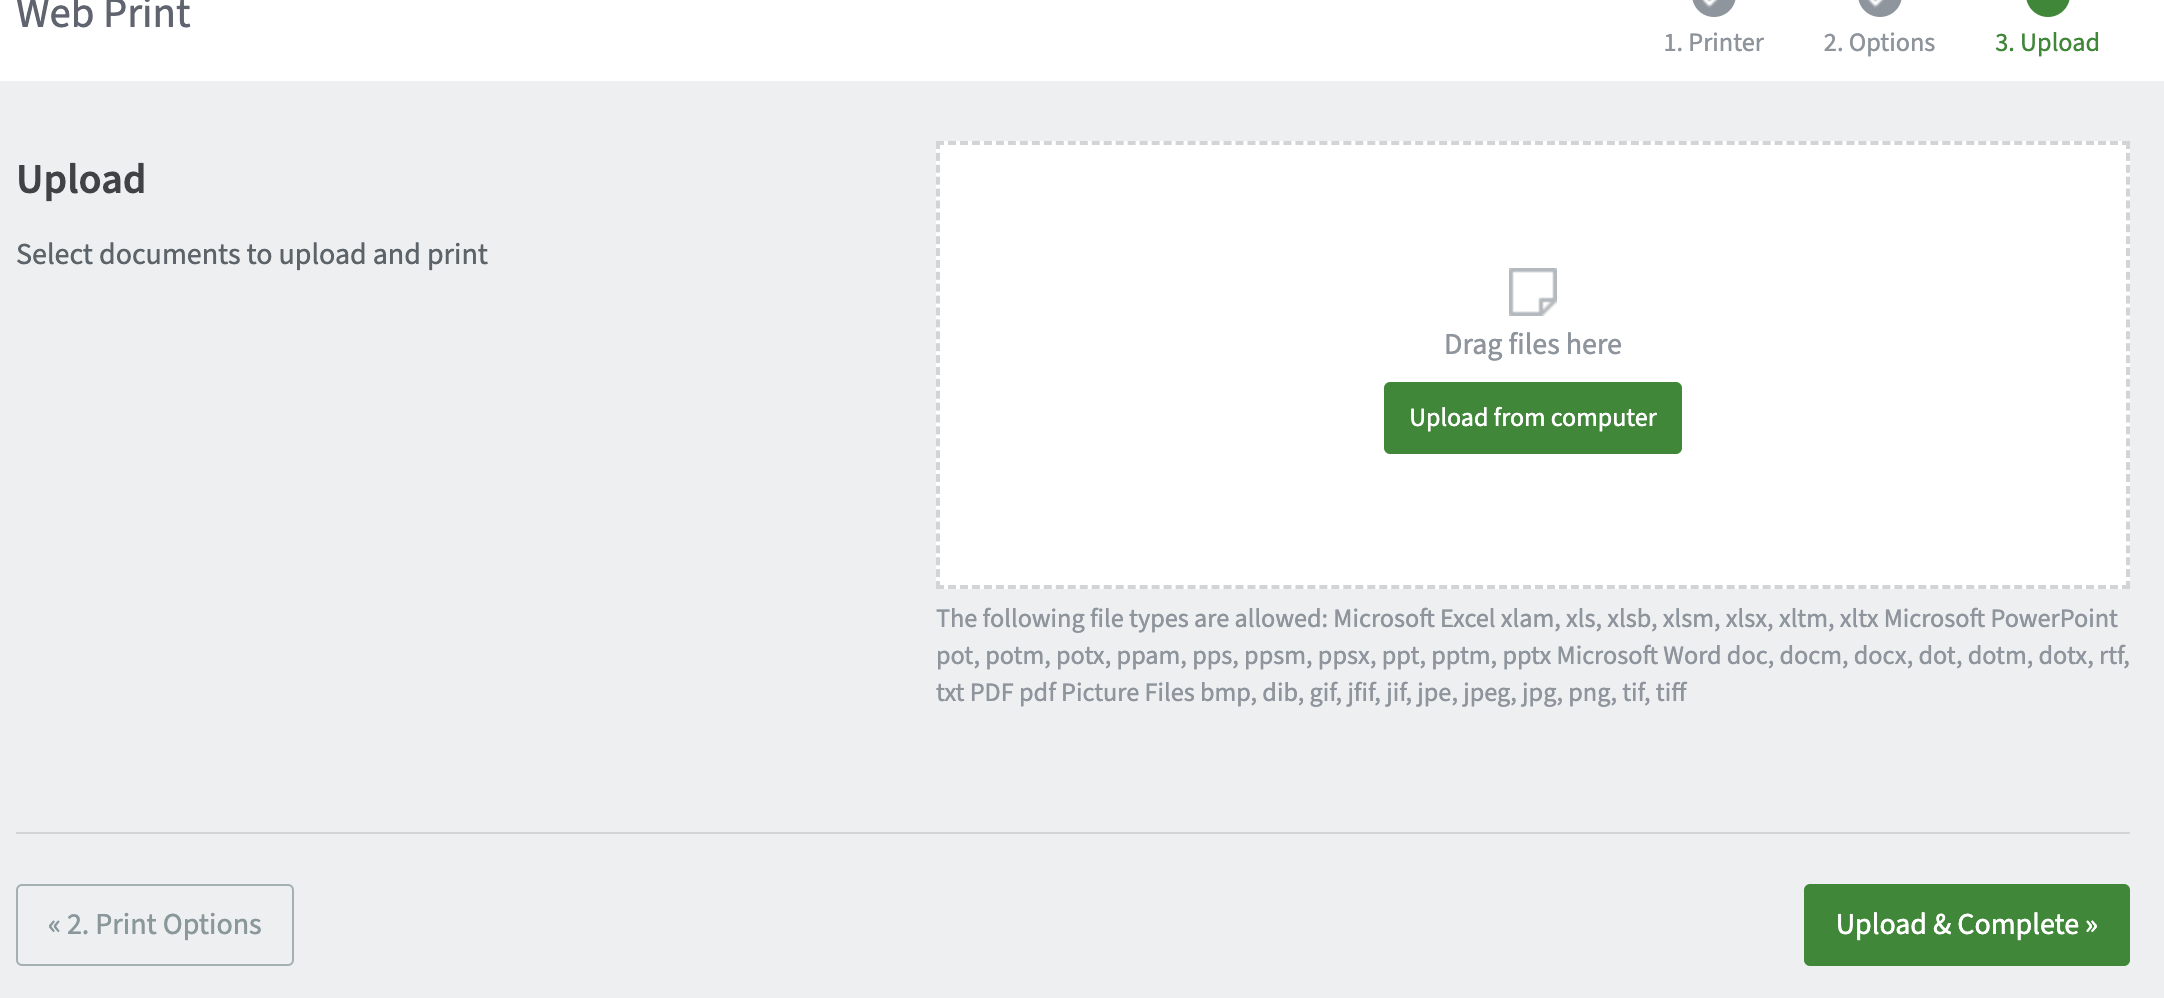 Web Print
1. Printer
2. Options
3. Upload
Upload
Select documents to upload and print
Drag files here
Upload from computer
The following file types are allowed: Microsoft Excel xlam, xls, xlsb, xlsm, xlsx, xltm, xltx Microsoft PowerPoint
pot, potm, potx, ppam, pps, ppsm, ppsx, ppt, pptm, pptx Microsoft Word doc, docm, docx, dot, dotm, dotx, rtf,
txt PDF pdf Picture Files bmp, dib, gif, jfif, jif, jpe, jpeg, jpg, png, tif, tiff
« 2. Print Options
Upload & Complete »